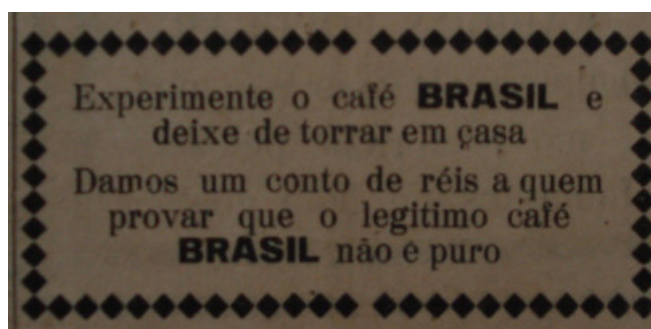 Experimente o café BRASIL e
deixe de torrar em casa
Damos um conto de réis a quem
provar que o legitimo café
BRASIL não e puro